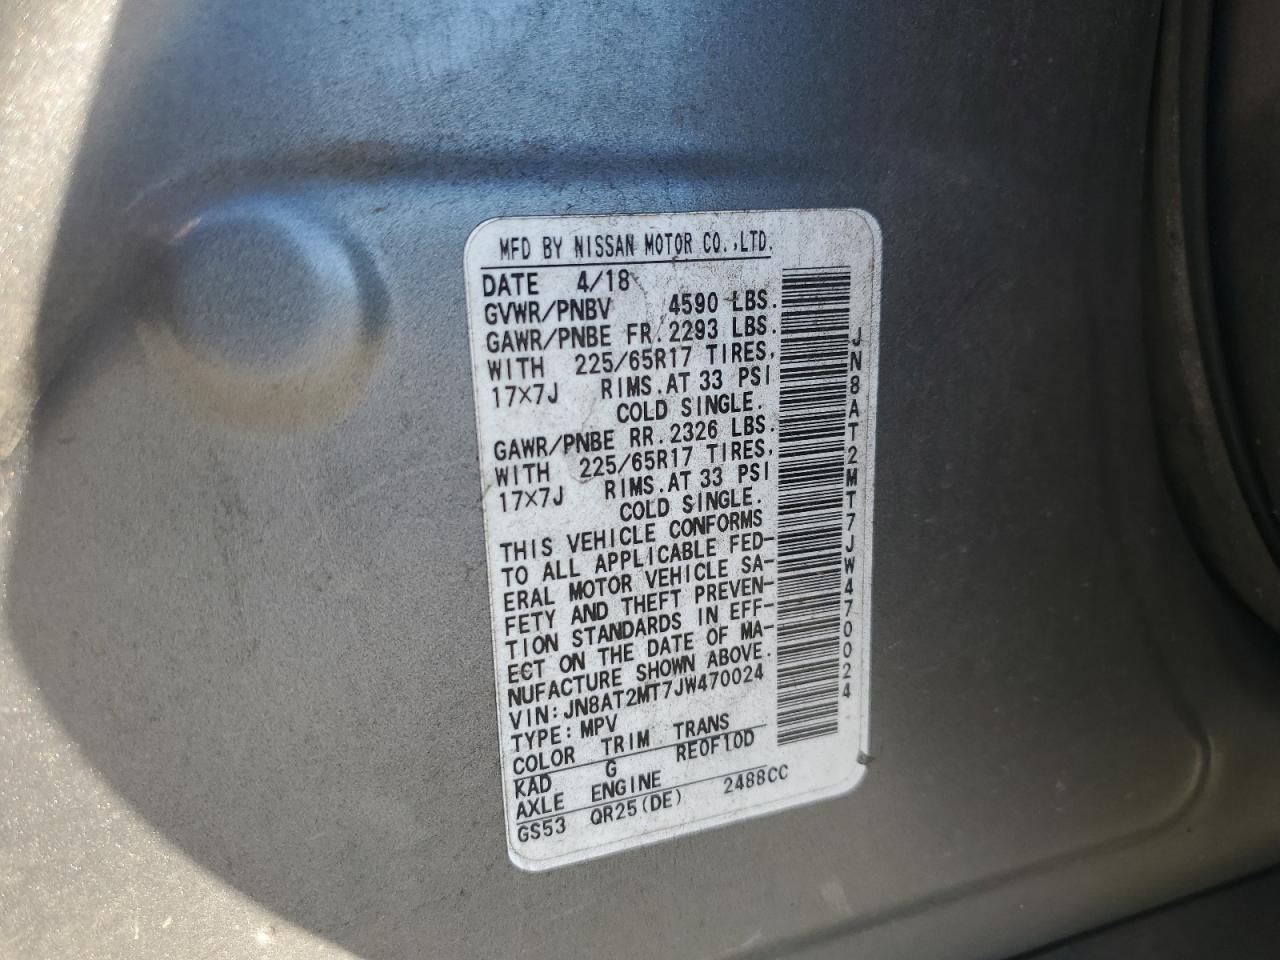 MFD BY NISSAN MOTOR CO.,LTD.
DATE 4/18
GVWR/PNBV 4590 LBS.
GAWR/PNBE FR.2293 LBS.
WITH 225/65R17 TIRES,
17×7J RIMS.AT 33 PSI
COLD SINGLE.
GAWR/PNBE RR.2326 LBS.
WITH 225/65R17 TIRES,
17×7J RIMS.AT 33 PSI
COLD SINGLE.
THIS VEHICLE CONFORMS
TO ALL APPLICABLE FED-
ERAL MOTOR VEHICLE SA-
FETY AND THEFT PREVEN-
TION STANDARDS IN EFF-
ECT ON THE DATE OF MA-
NUFACTURE SHOWN ABOVE.
VIN:JN8AT2MT7JW470024
TYPE:MPV
COLOR TRIM TRANS
KAD G RE0F10D
AXLE ENGINE
GS53 QR25(DE) 2488CC
JN8AT2MT7JW470024